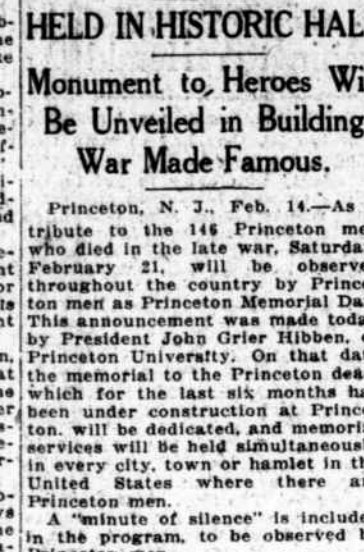 HELD IN HISTORIC HAL
Monument to Heroes Wi
Be Unveiled in Building
War Made Famous.
Princeton, N. J., Feb. 14.—As
tribute to the 146 Princeton me
who died in the late war, Saturda
February 21, will be observe
throughout the country by Prince
ton men as Princeton Memorial Da
This announcement was made toda
by President John Grier Hibben,
Princeton University. On that da
the memorial to the Princeton dea
which for the last six months ha
been under construction at Prince
ton, will be dedicated, and memori
services will be held simultaneous
in every city, town or hamlet in th
United States where there a
Princeton men.
A "minute of silence" is include
in the program, to be observed